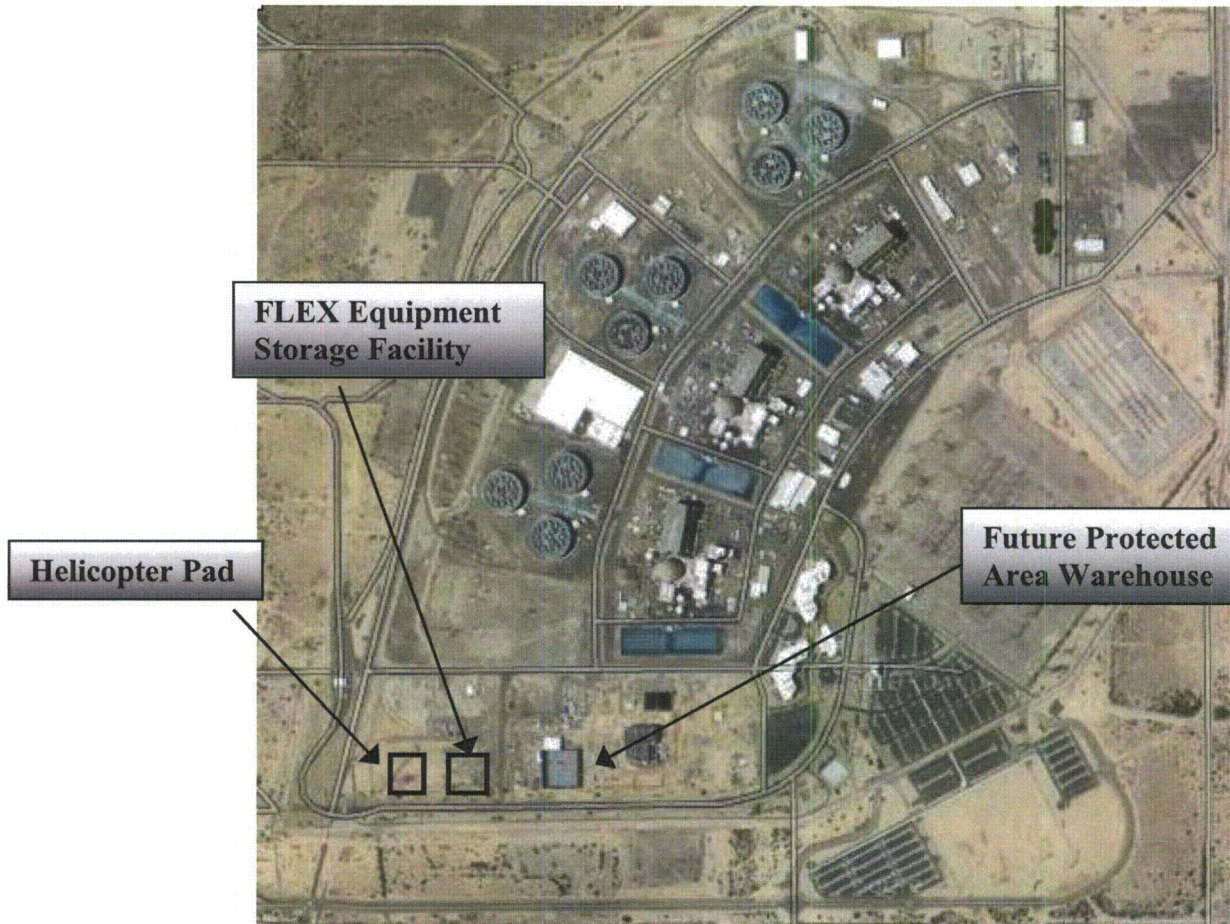 FLEX Equipment
Storage Facility
Helicopter Pad
Future Protected
Area Warehouse